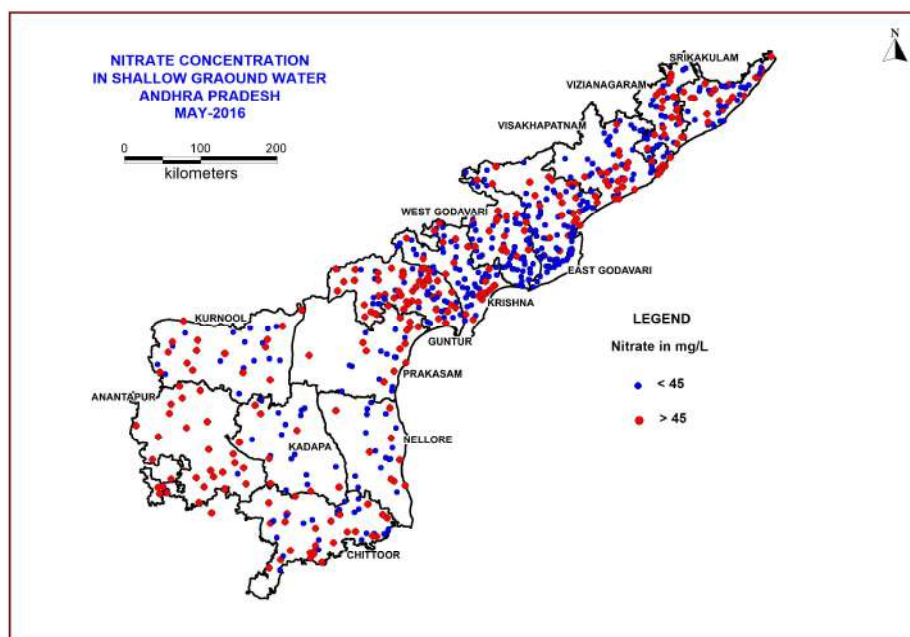 NITRATE CONCENTRATION
IN SHALLOW GRAOUND WATER
ANDHRA PRADESH
MAY-2016
0 100 200
kilometers
N
SRIKAKULAM
VIZIANAGARAM
VISAKHAPATNAM
WEST GODAVARI
EAST GODAVARI
KRISHNA
KURNOOL
GUNTUR
PRAKASAM
ANANTAPUR
KADAPA
NELLORE
CHITTOOR
LEGEND
Nitrate in mg/L
< 45
> 45